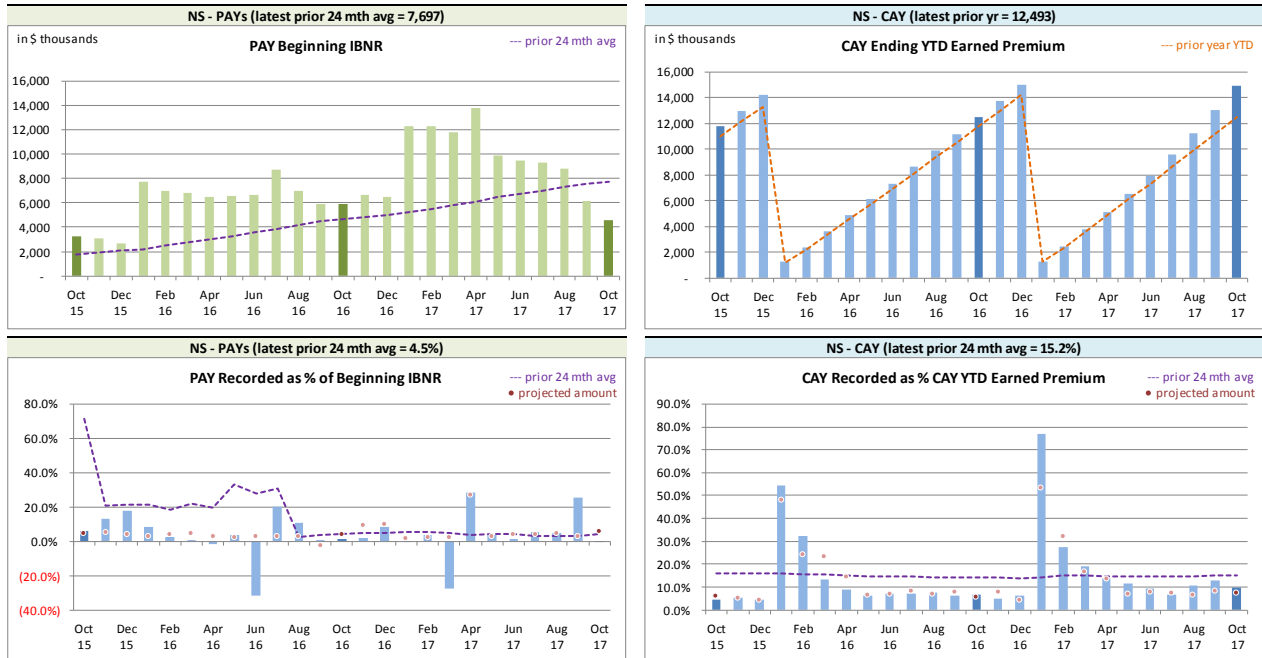 NS - PAYs (latest prior 24 mth avg = 7,697)
in $ thousands
PAY Beginning IBNR
--- prior 24 mth avg
16,000
14,000
12,000
10,000
8,000
6,000
4,000
2,000
-
Oct Dec Feb Apr Jun Aug Oct Dec Feb Apr Jun Aug Oct
15 15 16 16 16 16 16 16 17 17 17 17 17
NS - CAY (latest prior yr = 12,493)
in $ thousands
CAY Ending YTD Earned Premium
--- prior year YTD
16,000
14,000
12,000
10,000
8,000
6,000
4,000
2,000
-
Oct Dec Feb Apr Jun Aug Oct Dec Feb Apr Jun Aug Oct
15 15 16 16 16 16 16 16 17 17 17 17 17
NS - PAYs (latest prior 24 mth avg = 4.5%)
PAY Recorded as % of Beginning IBNR
--- prior 24 mth avg
• projected amount
80.0%
60.0%
40.0%
20.0%
0.0%
(20.0%)
(40.0%)
Oct Dec Feb Apr Jun Aug Oct Dec Feb Apr Jun Aug Oct
15 15 16 16 16 16 16 16 17 17 17 17 17
NS - CAY (latest prior 24 mth avg = 15.2%)
CAY Recorded as % CAY YTD Earned Premium
--- prior 24 mth avg
• projected amount
90.0%
80.0%
70.0%
60.0%
50.0%
40.0%
30.0%
20.0%
10.0%
0.0%
Oct Dec Feb Apr Jun Aug Oct Dec Feb Apr Jun Aug Oct
15 15 16 16 16 16 16 16 17 17 17 17 17